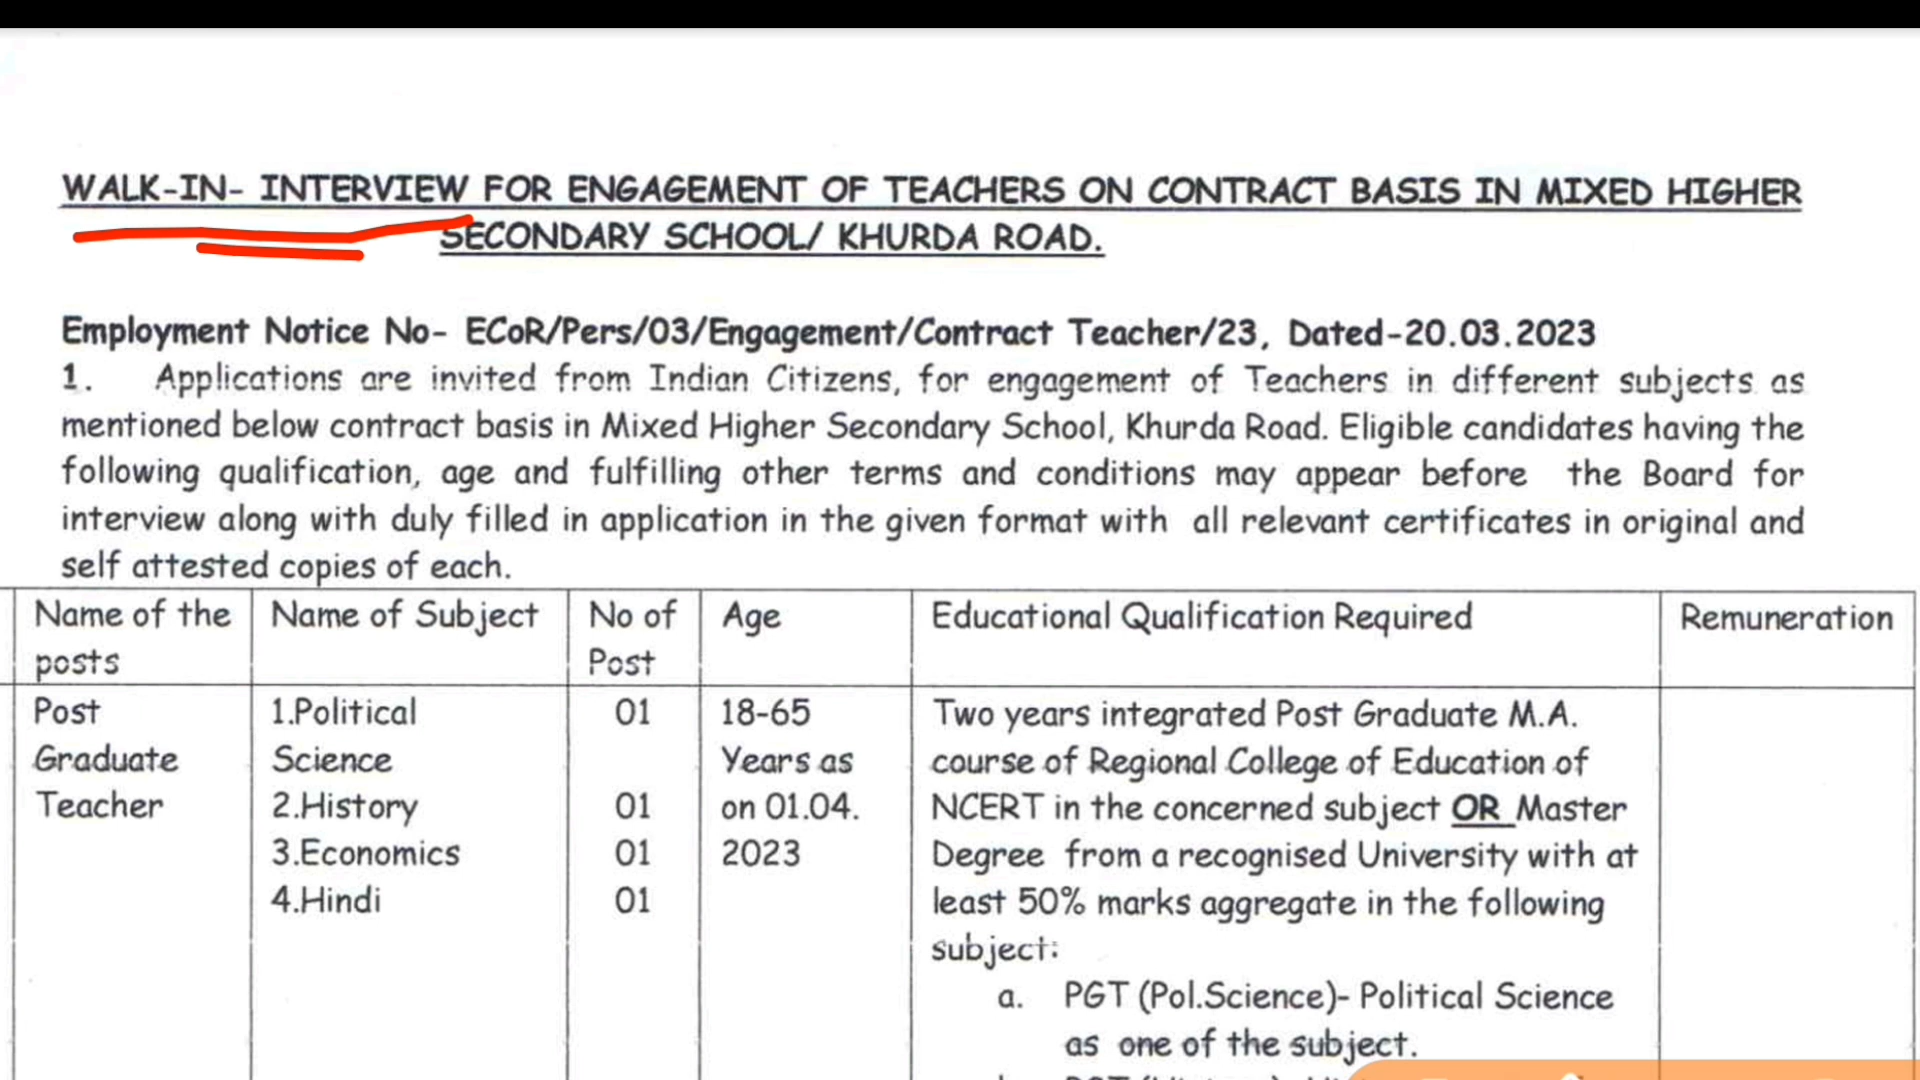 WALK-IN- INTERVIEW FOR ENGAGEMENT OF TEACHERS ON CONTRACT BASIS IN MIXED HIGHER
SECONDARY SCHOOL/ KHURDA ROAD.
Employment Notice No- ECoR/Pers/03/Engagement/Contract Teacher/23, Dated-20.03.2023
1. Applications are invited from Indian Citizens, for engagement of Teachers in different subjects as
mentioned below contract basis in Mixed Higher Secondary School, Khurda Road. Eligible candidates having the
following qualification, age and fulfilling other terms and conditions may appear before the Board for
interview along with duly filled in application in the given format with all relevant certificates in original and
self attested copies of each.
Name of the posts
Name of Subject
No of Post
Age
Educational Qualification Required
Remuneration
Post
Graduate
Teacher
1.Political
Science
2.History
3.Economics
4.Hindi
01
01
01
01
18-65
Years as
on 01.04.
2023
Two years integrated Post Graduate M.A.
course of Regional College of Education of
NCERT in the concerned subject OR Master
Degree from a recognised University with at
least 50% marks aggregate in the following
subject:
a. PGT (Pol.Science)- Political Science
as one of the subject.